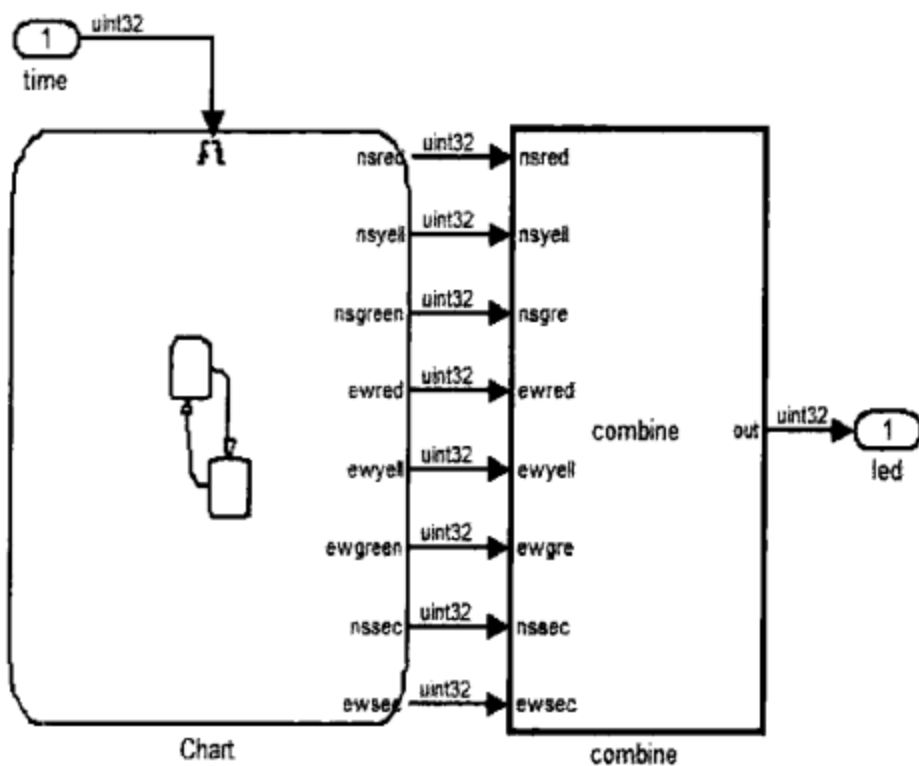 1
uint32
time
nsred
uint32
nsred
nsyell
uint32
nsyell
nsgreen
uint32
nsgre
ewred
uint32
ewred
ewyell
uint32
ewyell
ewgreen
uint32
ewgre
nssec
uint32
nssec
ewsec
uint32
ewsec
combine
out
uint32
1
led
Chart
combine